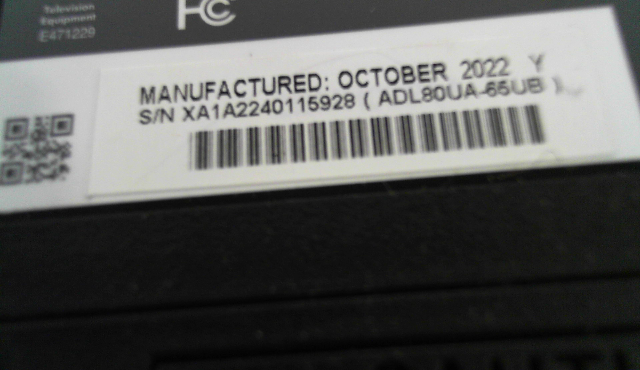 Television
Equipment
E471229
FC
MANUFACTURED: OCTOBER 2022 Y
S/N XA1A2240115928 ( ADL80UA-65UB )